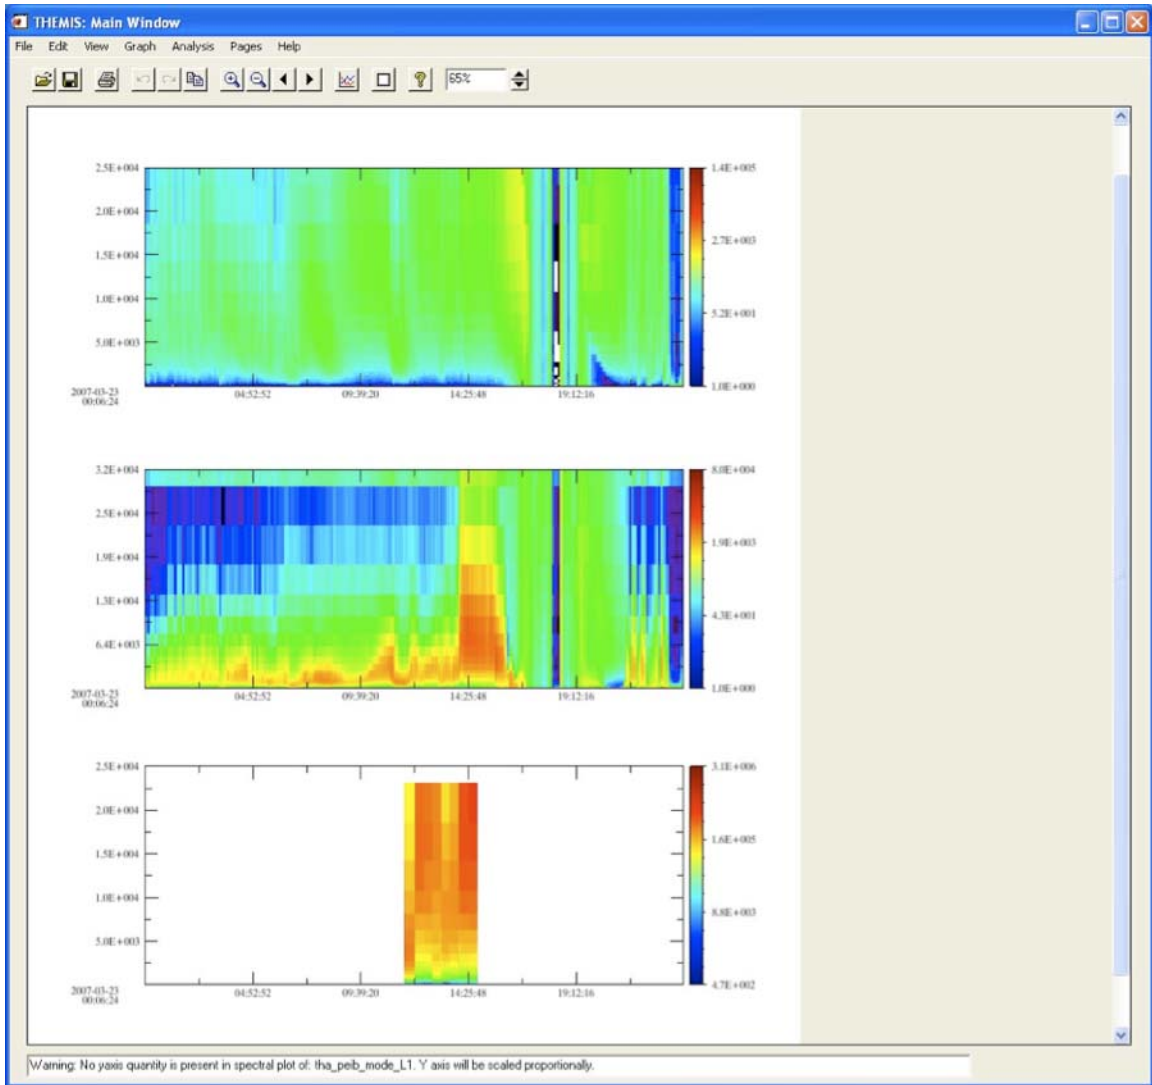 THEMIS: Main Window
File Edit View Graph Analysis Pages Help
65%
2.5E+004
2.0E+004
1.5E+004
1.0E+004
5.0E+003
2007-03-23
00:06:24
04:52:52 09:39:20 14:25:48 19:12:16
1.4E+005
2.7E+003
5.2E+001
1.0E+000
3.2E+004
2.5E+004
1.9E+004
1.3E+004
6.4E+003
2007-03-23
00:06:24
04:52:52 09:39:20 14:25:48 19:12:16
8.0E+004
1.9E+003
4.3E+001
1.0E+000
2.5E+004
2.0E+004
1.5E+004
1.0E+004
5.0E+003
2007-03-23
00:06:24
04:52:52 09:39:20 14:25:48 19:12:16
3.1E+006
1.6E+005
8.8E+003
4.7E+002
Warning: No yaxis quantity is present in spectral plot of: tha_peib_mode_L1. Y axis will be scaled proportionally.